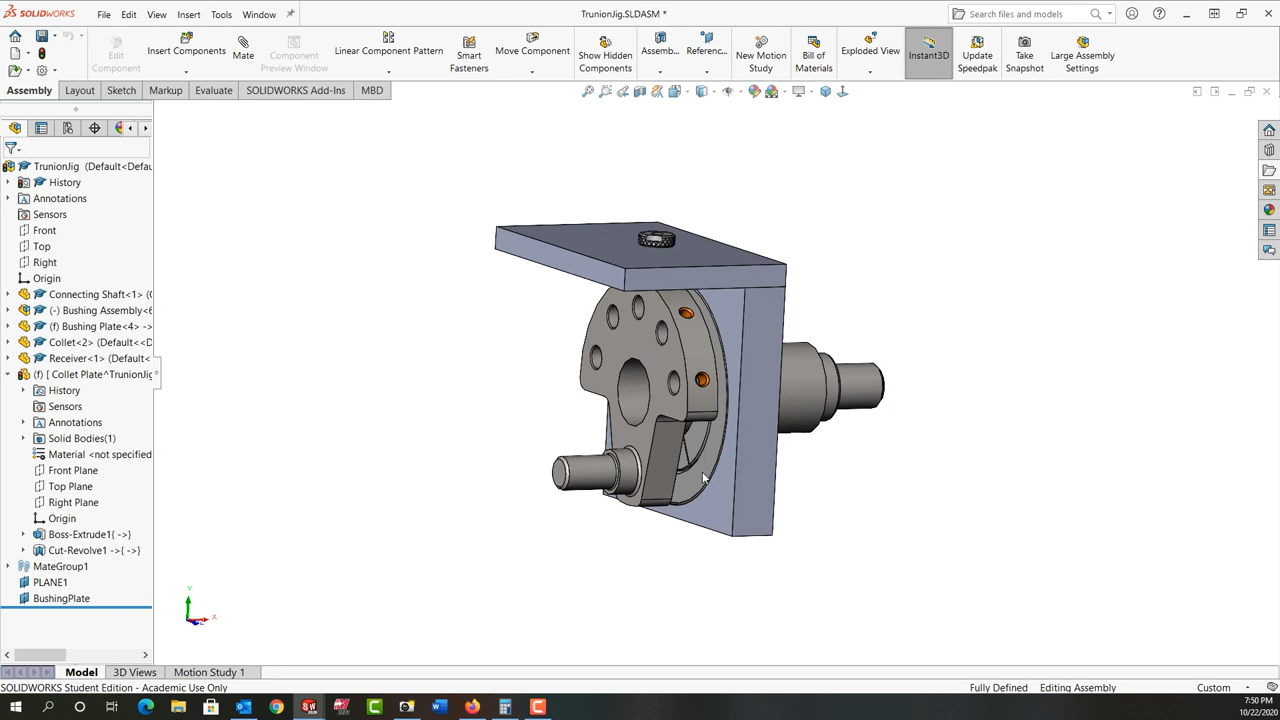 SOLIDWORKS File Edit View Insert Tools Window TrunionJig.SLDASM * Search files and models
Edit Component Insert Components Mate Component Preview Window Linear Component Pattern Smart Fasteners Move Component Show Hidden Components Assemb... Referenc... New Motion Study Bill of Materials Exploded View Instant3D Update Speedpak Take Snapshot Large Assembly Settings
Assembly Layout Sketch Markup Evaluate SOLIDWORKS Add-Ins MBD
TrunionJig (Default<Defau
History
Annotations
Sensors
Front
Top
Right
Origin
Connecting Shaft<1> (
(-) Bushing Assembly<6
(f) Bushing Plate<4> ->
Collet<2> (Default<<D
Receiver<1> (Default<
(f) [ Collet Plate^TrunionJig
History
Sensors
Annotations
Solid Bodies(1)
Material <not specified
Front Plane
Top Plane
Right Plane
Origin
Boss-Extrude1{ ->}
Cut-Revolve1 ->{ ->}
MateGroup1
PLANE1
BushingPlate
Y
X
Model 3D Views Motion Study 1
SOLIDWORKS Student Edition - Academic Use Only Fully Defined Editing Assembly Custom
7:50 PM
10/22/2020